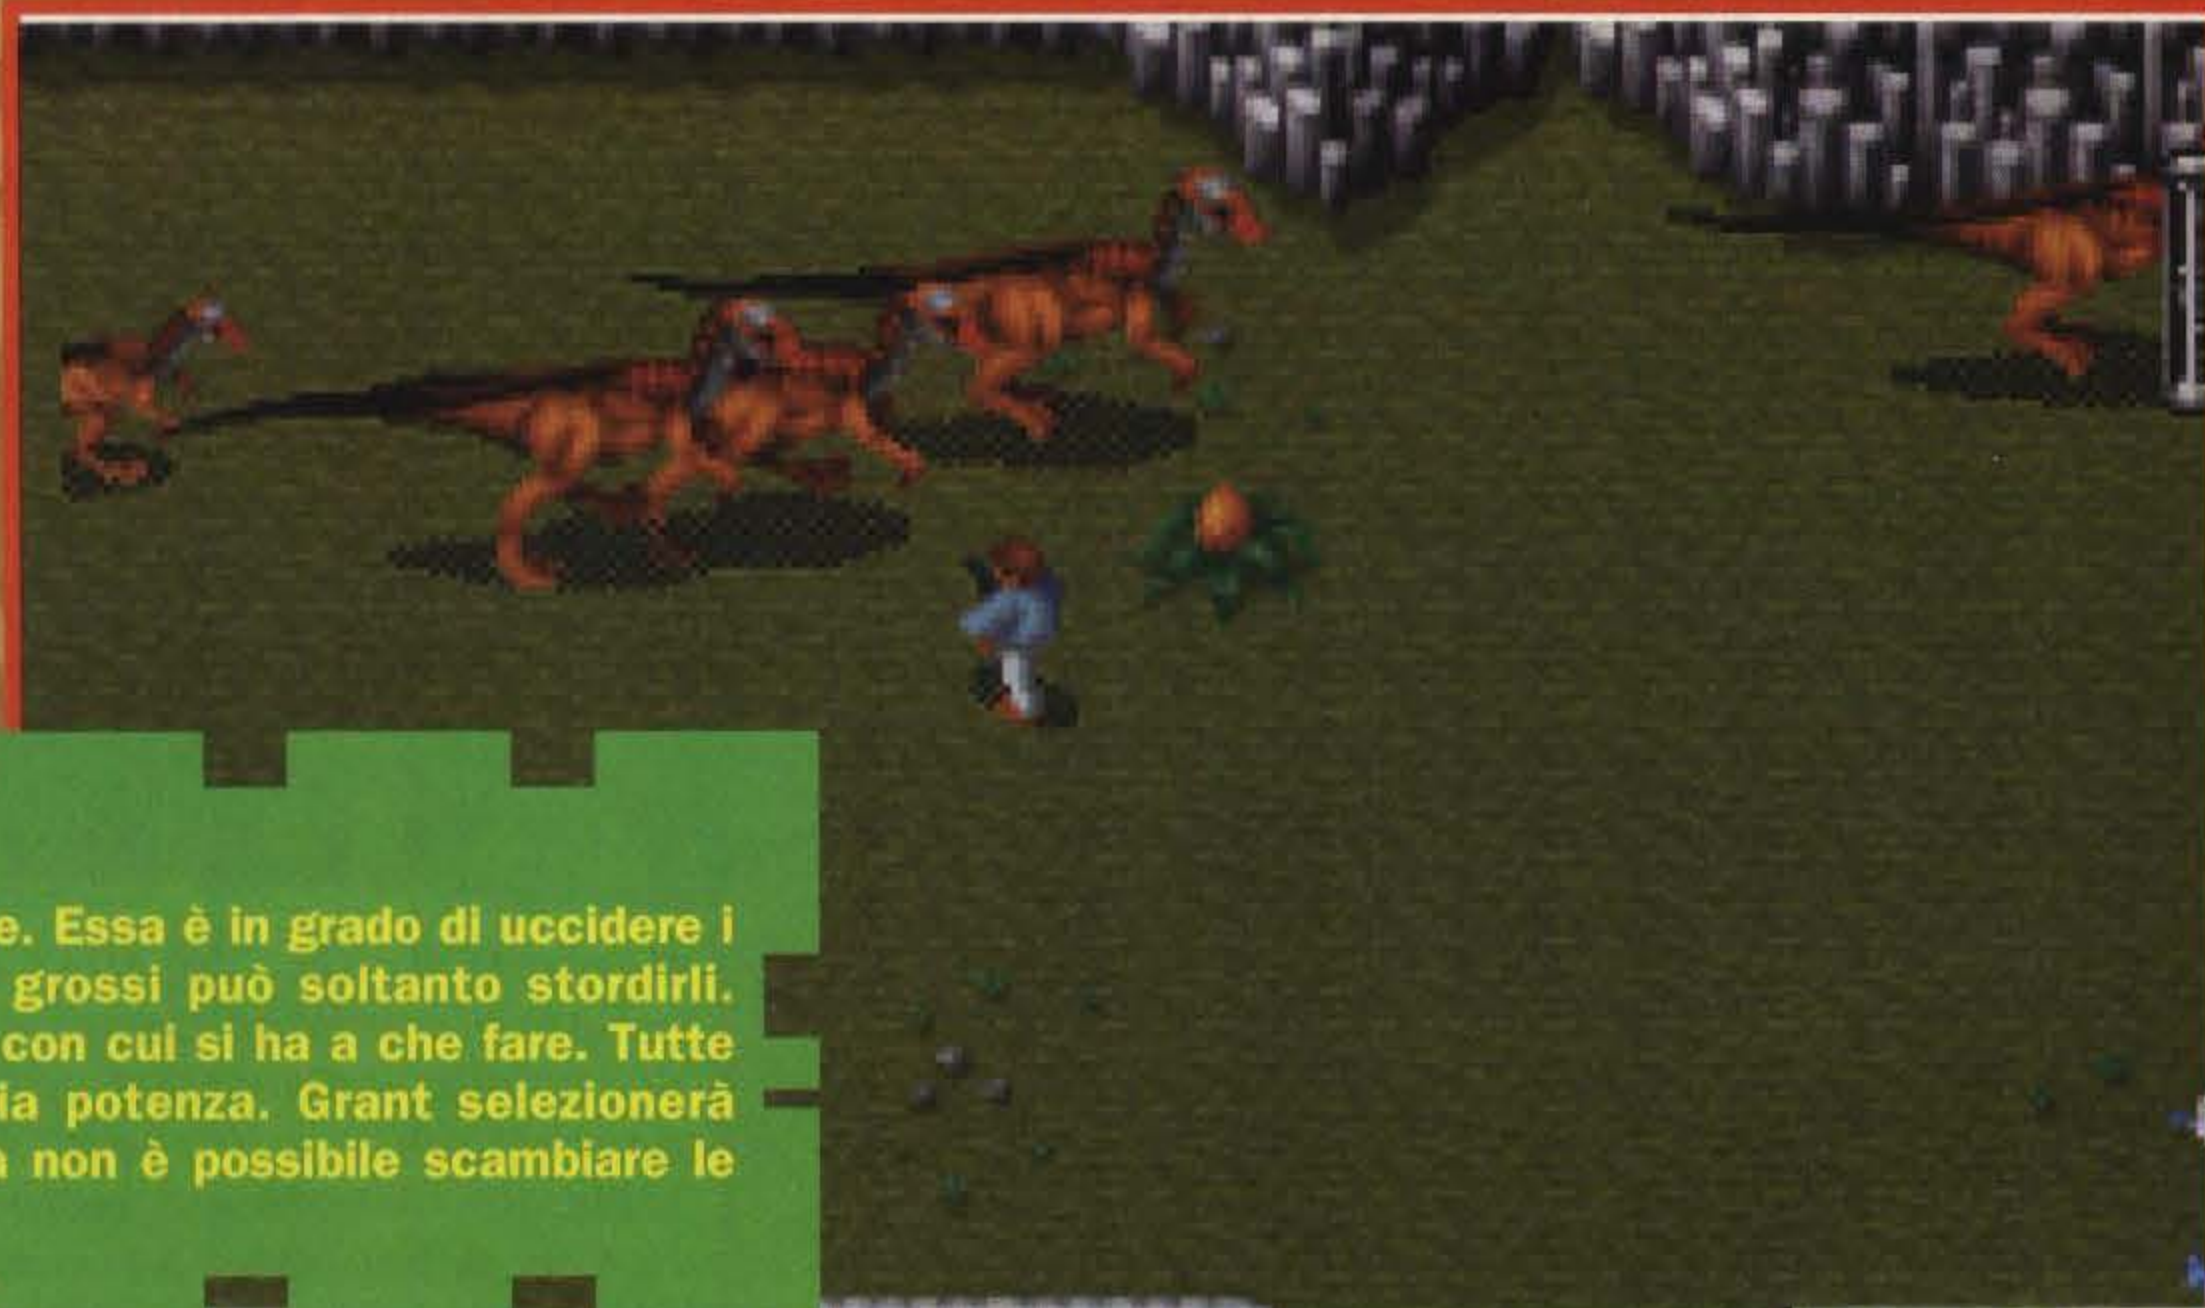 e. Essa è in grado di uccidere i
grossi può soltanto stordirli.
con cui si ha a che fare. Tutte
ia potenza. Grant selezionerà
non è possibile scambiare le